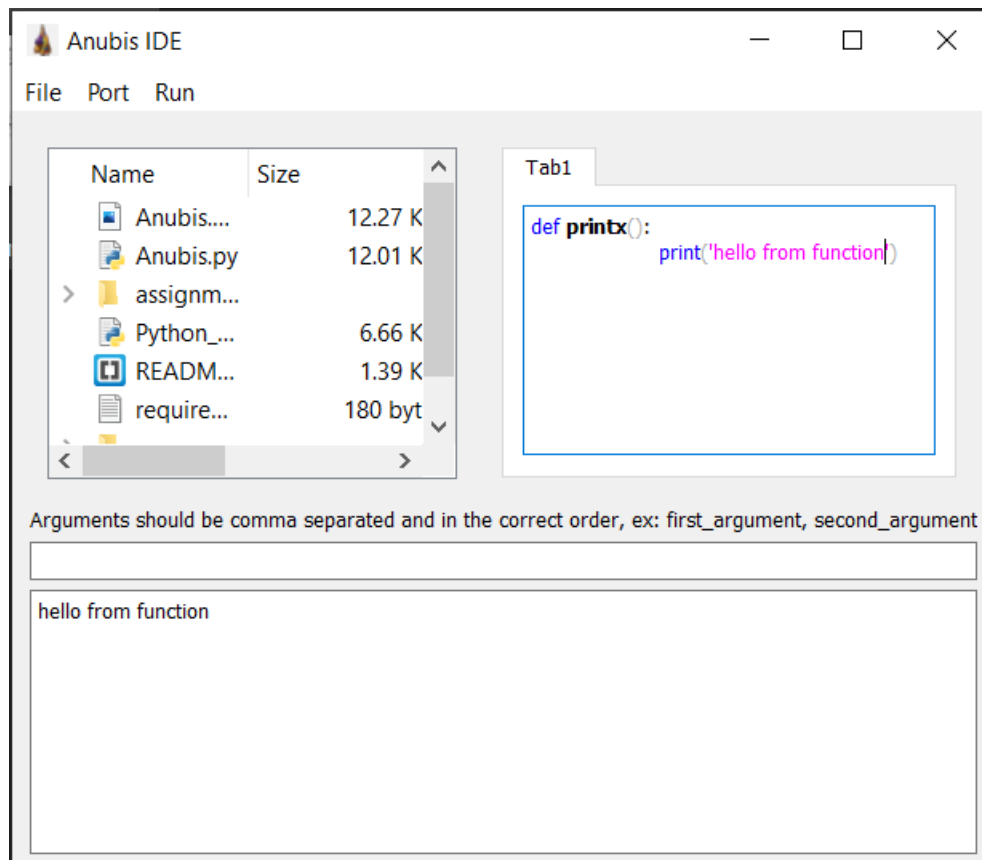 Anubis IDE
File Port Run
Name Size
Anubis.... 12.27 K
Anubis.py 12.01 K
assignm...
Python_... 6.66 K
READM... 1.39 K
require... 180 byt
Tab1
def printx():
print('hello from function')
Arguments should be comma separated and in the correct order, ex: first_argument, second_argument
hello from function